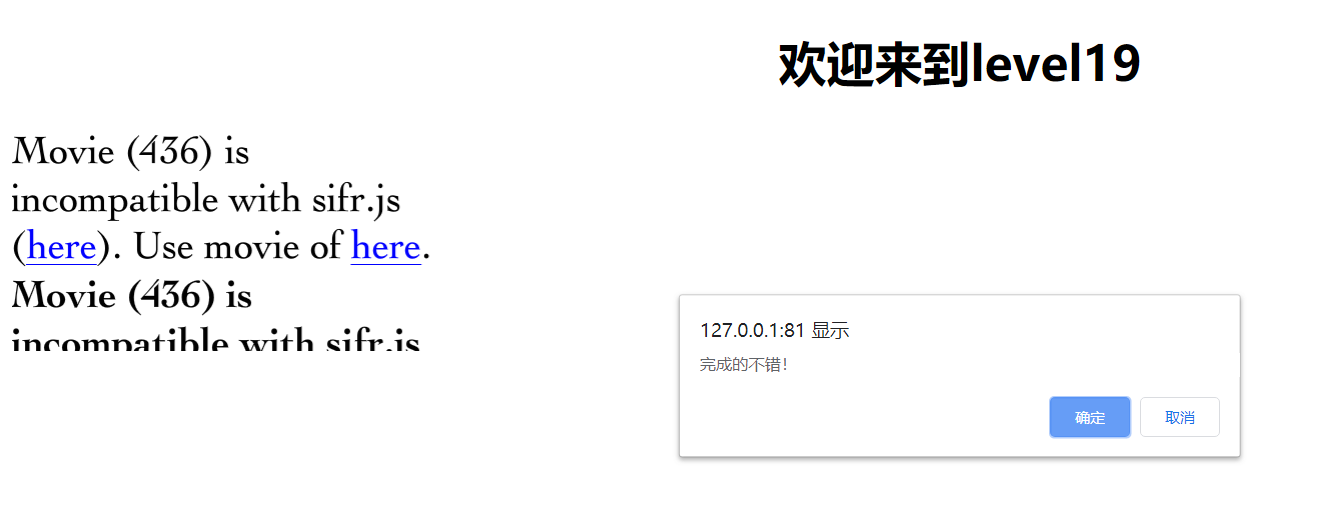 欢迎来到level19
Movie (436) is
incompatible with sifr.js
(here). Use movie of here.
Movie (436) is
incompatible with sifr.js
127.0.0.1:81 显示
完成的不错！
确定
取消